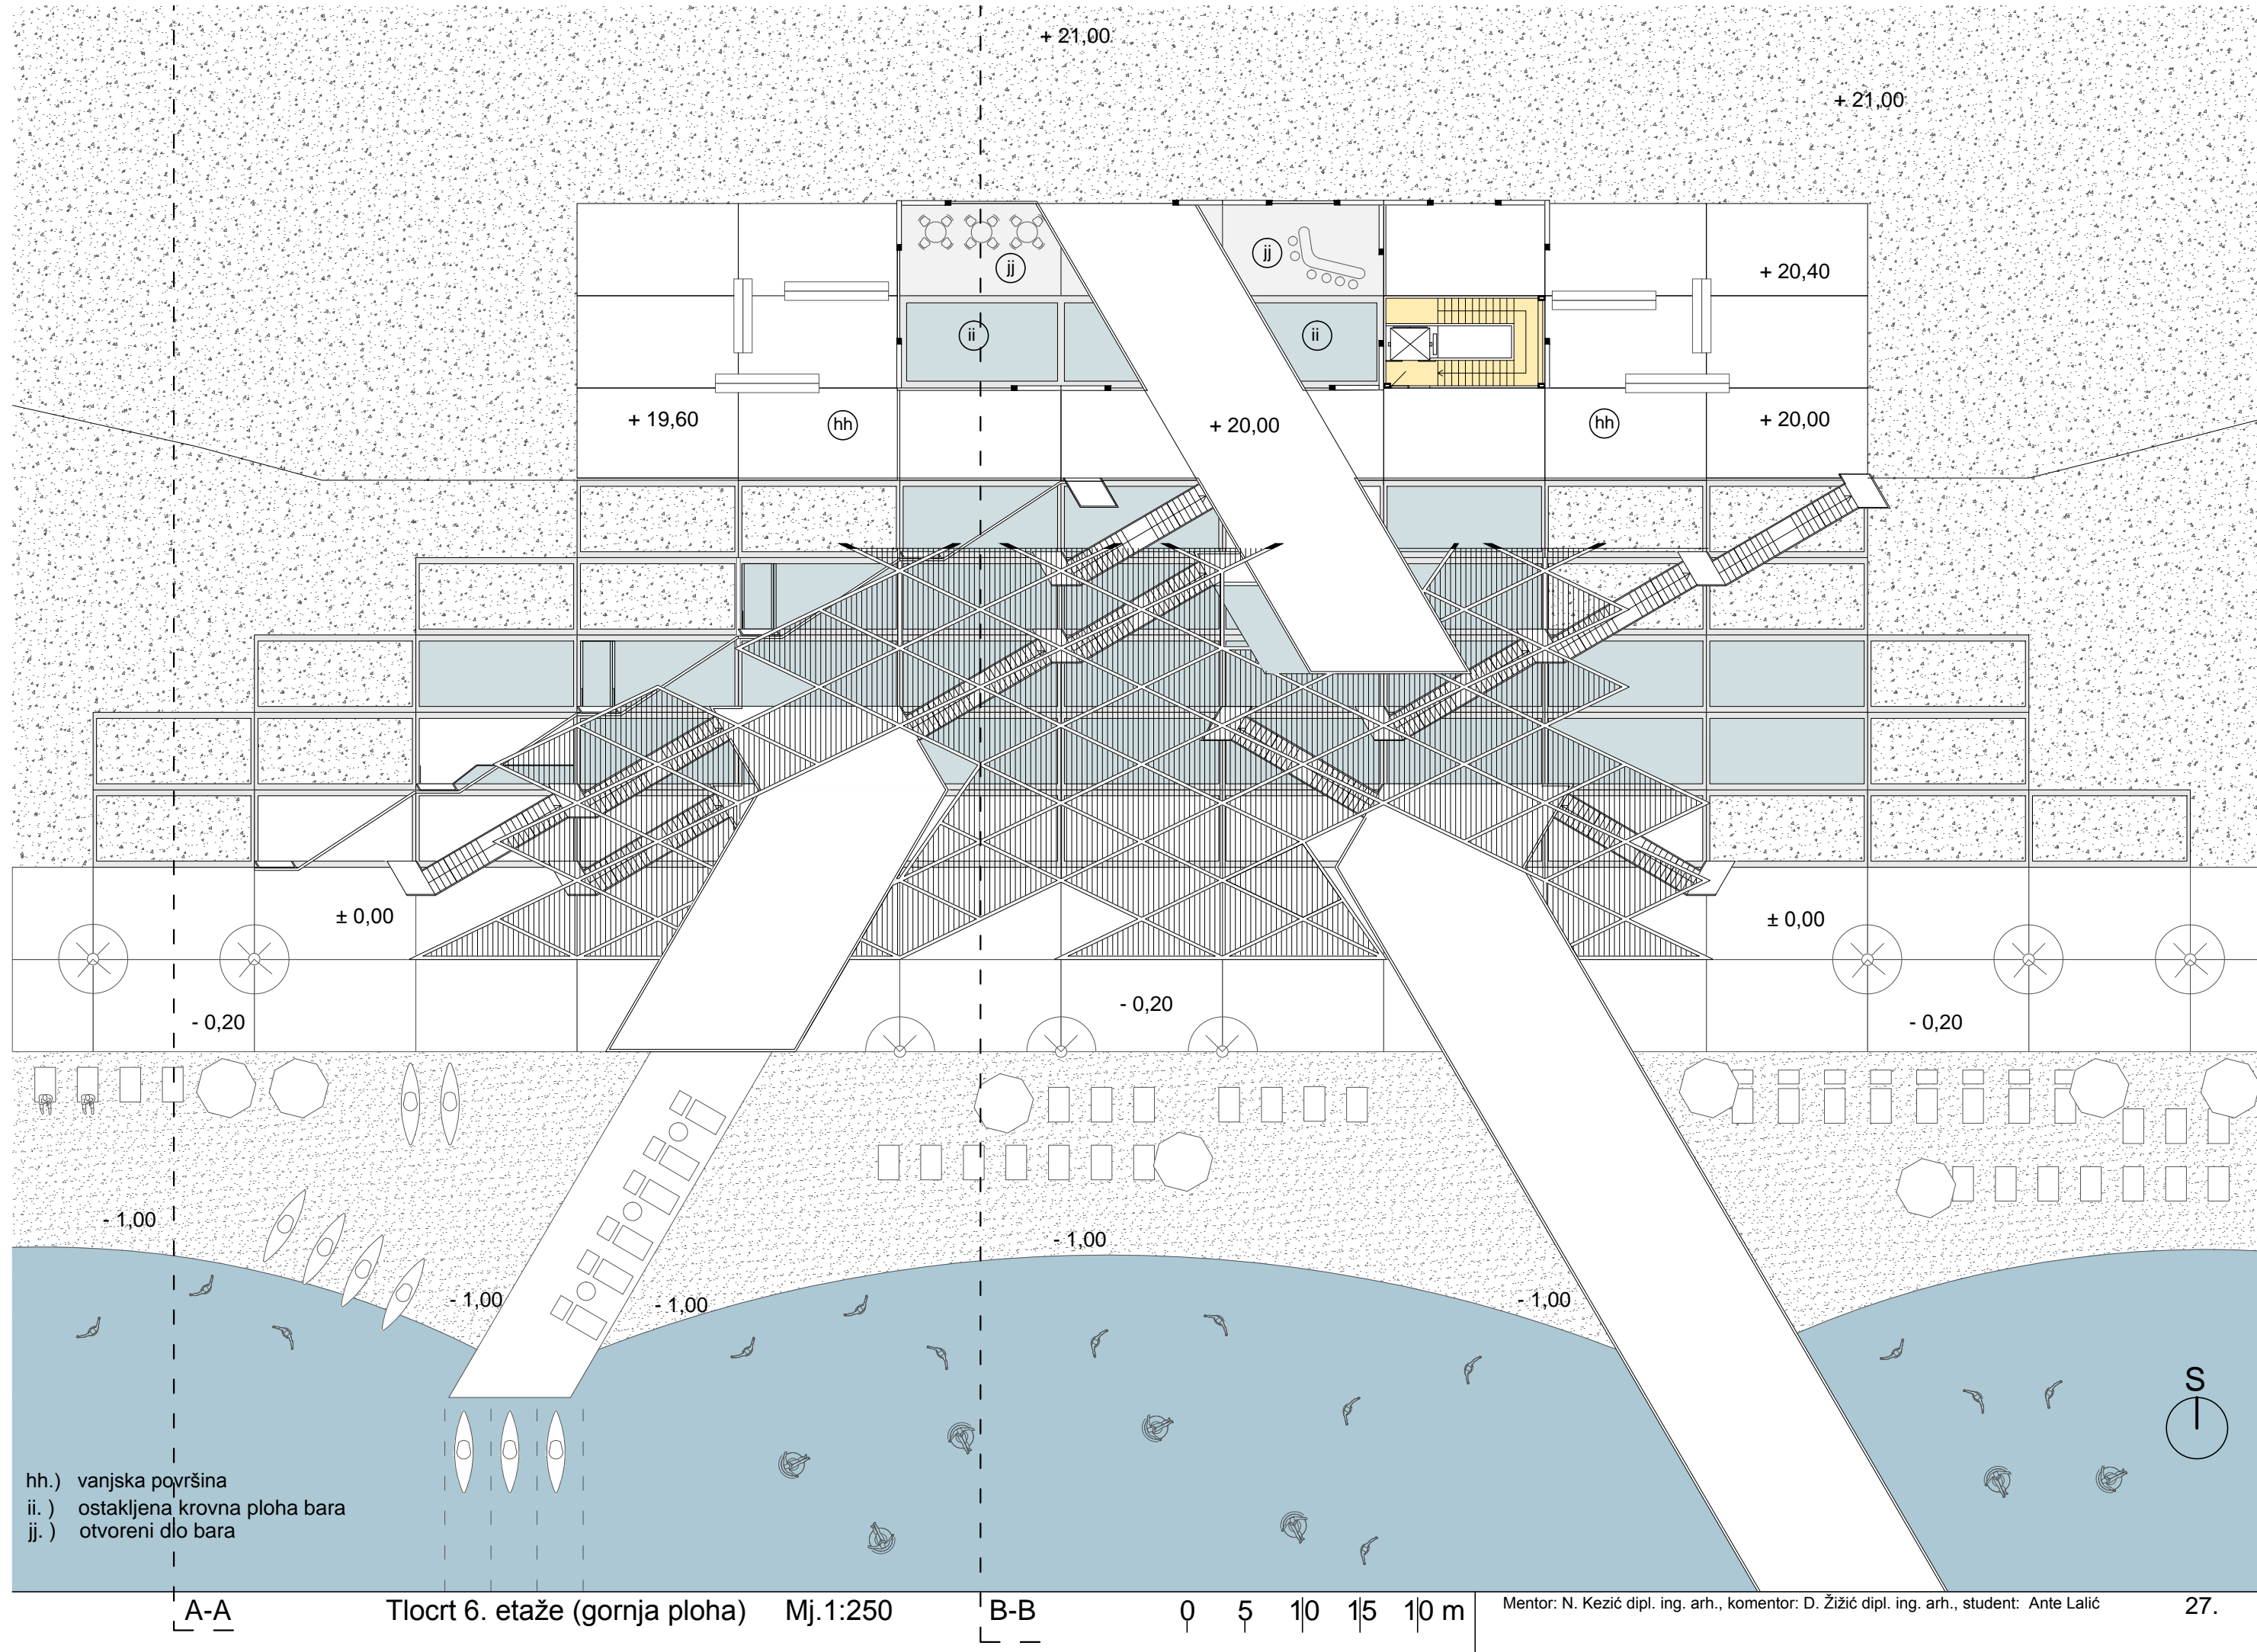 + 21,00
+ 21,00
jj
jj
+ 20,40
ii
ii
+ 19,60
hh
+ 20,00
hh
+ 20,00
± 0,00
± 0,00
- 0,20
- 0,20
- 0,20
- 1,00
- 1,00
- 1,00
- 1,00
- 1,00
S
hh.) vanjska površina
ii. ) ostakljena krovna ploha bara
jj. ) otvoreni dio bara
A-A
Tlocrt 6. etaže (gornja ploha) Mj.1:250
B-B
0 5 10 15 10 m
Mentor: N. Kezić dipl. ing. arh., komentor: D. Žižić dipl. ing. arh., student: Ante Lalić
27.